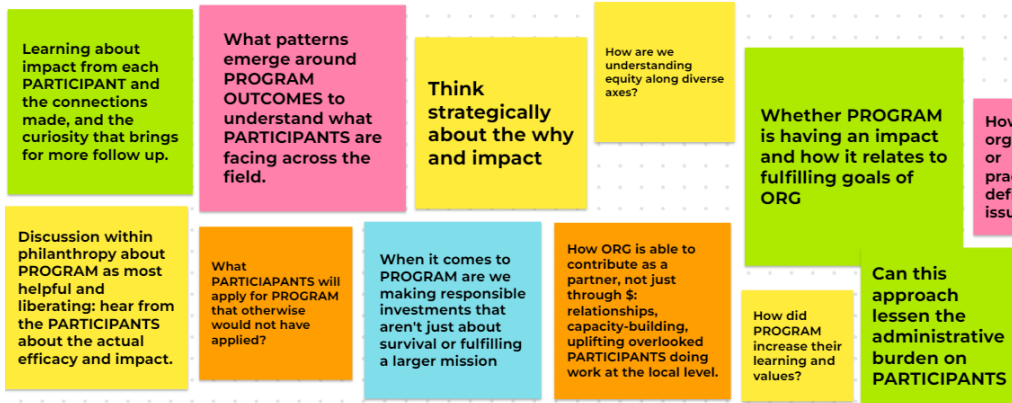 Learning about
impact from each
PARTICIPANT and
the connections
made, and the
curiosity that brings
for more follow up.
What patterns
emerge around
PROGRAM
OUTCOMES to
understand what
PARTICIPANTS are
facing across the
field.
Think
strategically
about the why
and impact
How are we
understanding
equity along diverse
axes?
Whether PROGRAM
is having an impact
and how it relates to
fulfilling goals of
ORG
or
Discussion within
philanthropy about
PROGRAM as most
helpful and
liberating: hear from
the PARTICIPANTS
about the actual
efficacy and impact.
What
PARTICIAPANTS will
apply for PROGRAM
that otherwise
would not have
applied?
When it comes to
PROGRAM are we
making responsible
investments that
aren't just about
survival or fulfilling
a larger mission
How ORG is able to
contribute as a
partner, not just
through $:
relationships,
capacity-building,
uplifting overlooked
PARTICIPANTS doing
work at the local level.
How did
PROGRAM
increase their
learning and
values?
Can this
approach
lessen the
administrative
burden on
PARTICIPANTS